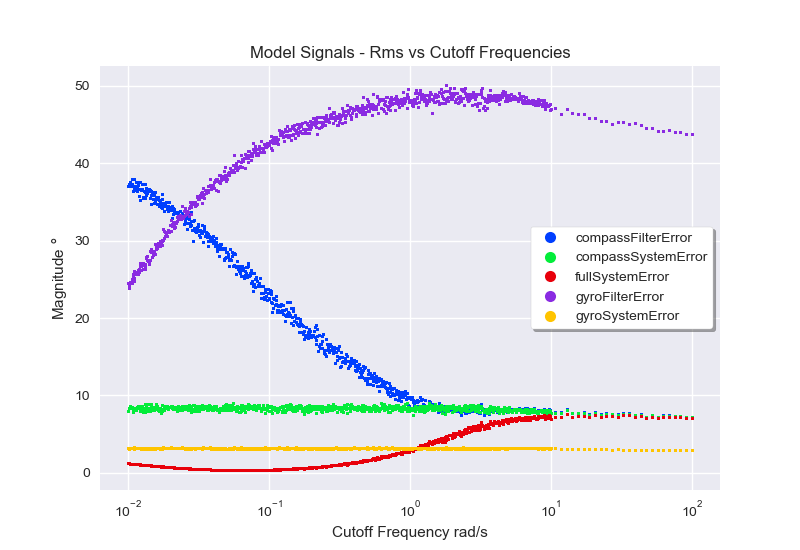 Model Signals - Rms vs Cutoff Frequencies
50
40
30
20
10
0
Magnitude °
compassFilterError
compassSystemError
fullSystemError
gyroFilterError
gyroSystemError
10⁻² 10⁻¹ 10⁰ 10¹ 10²
Cutoff Frequency rad/s